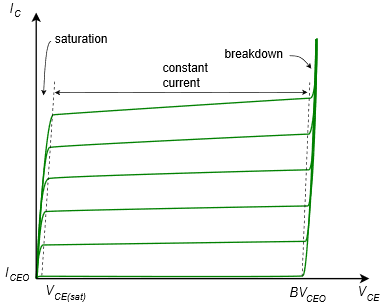 I_C
saturation
breakdown
constant
current
I_CEO
V_CE(sat)
BV_CEO
V_CE